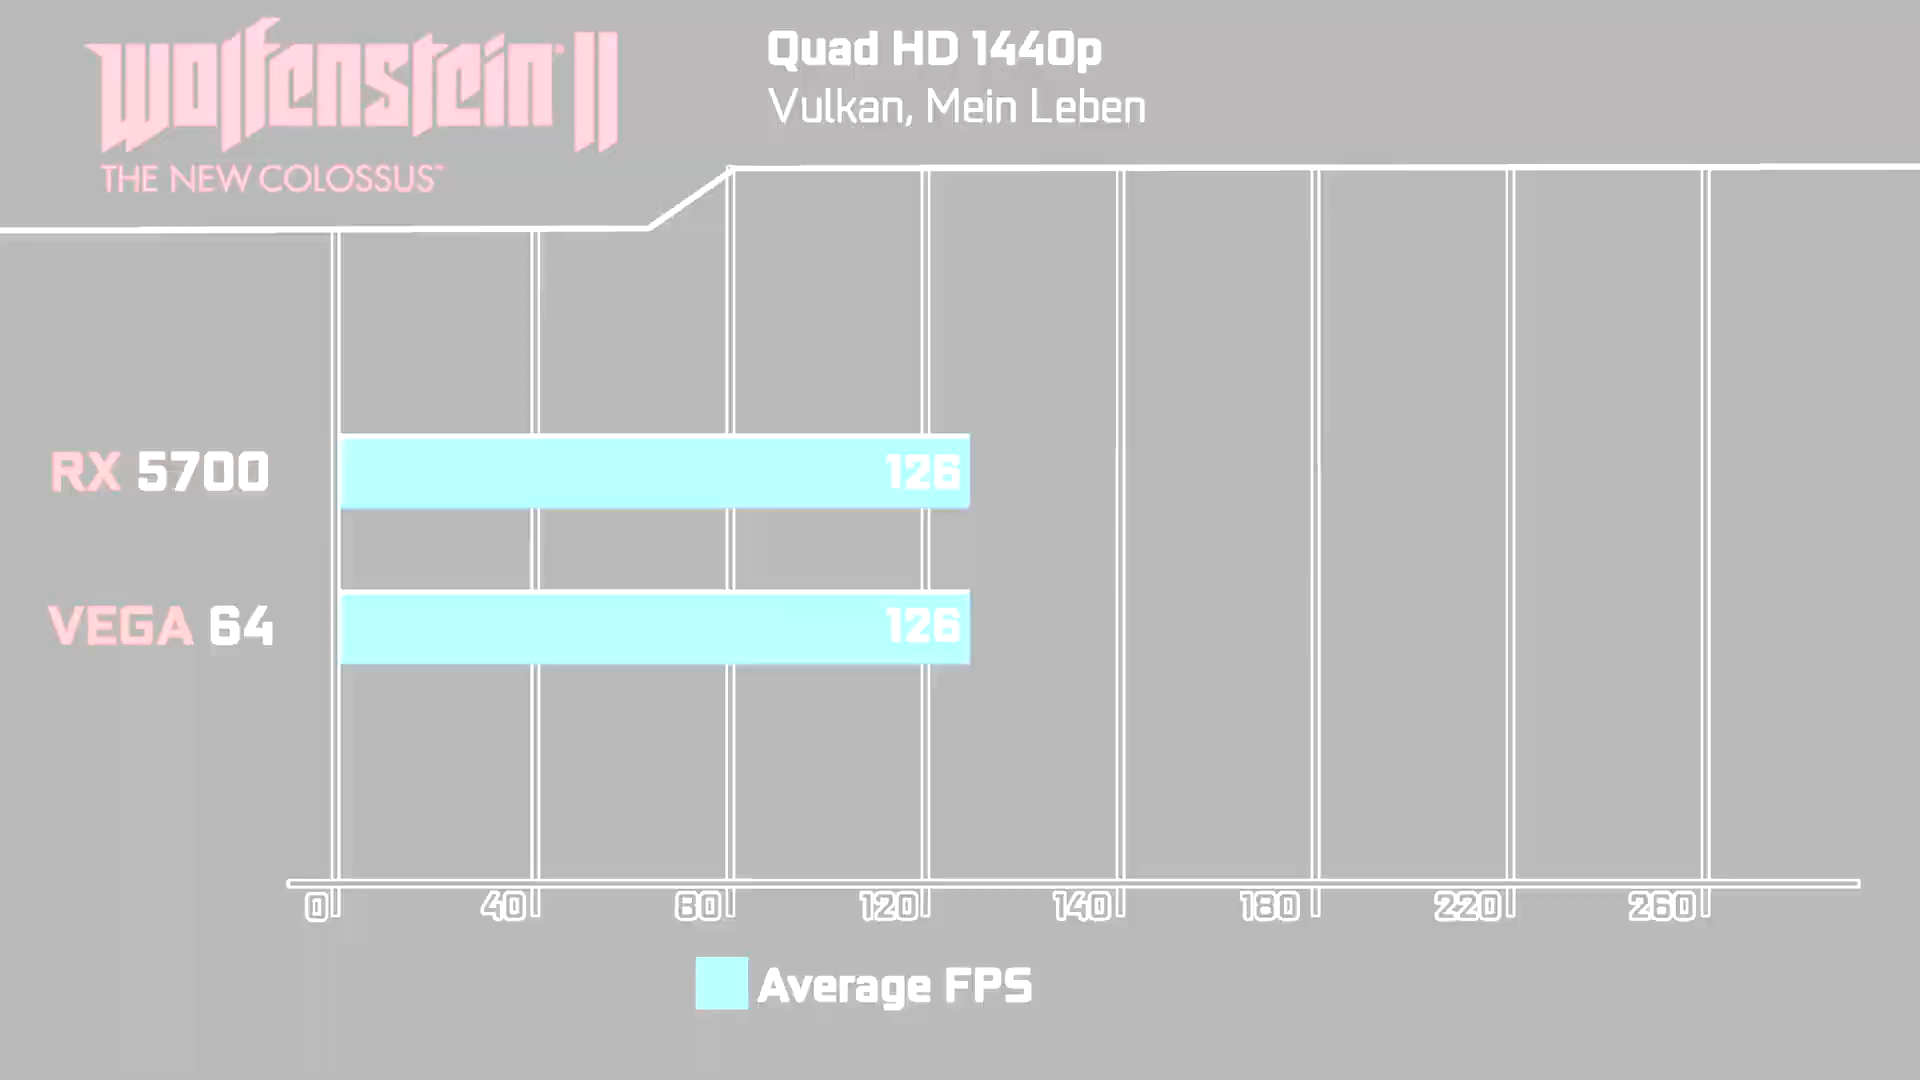 Wolfenstein II
THE NEW COLOSSUS™
Quad HD 1440p
Vulkan, Mein Leben
RX 5700
126
VEGA 64
126
0 40 80 120 140 180 220 260
Average FPS